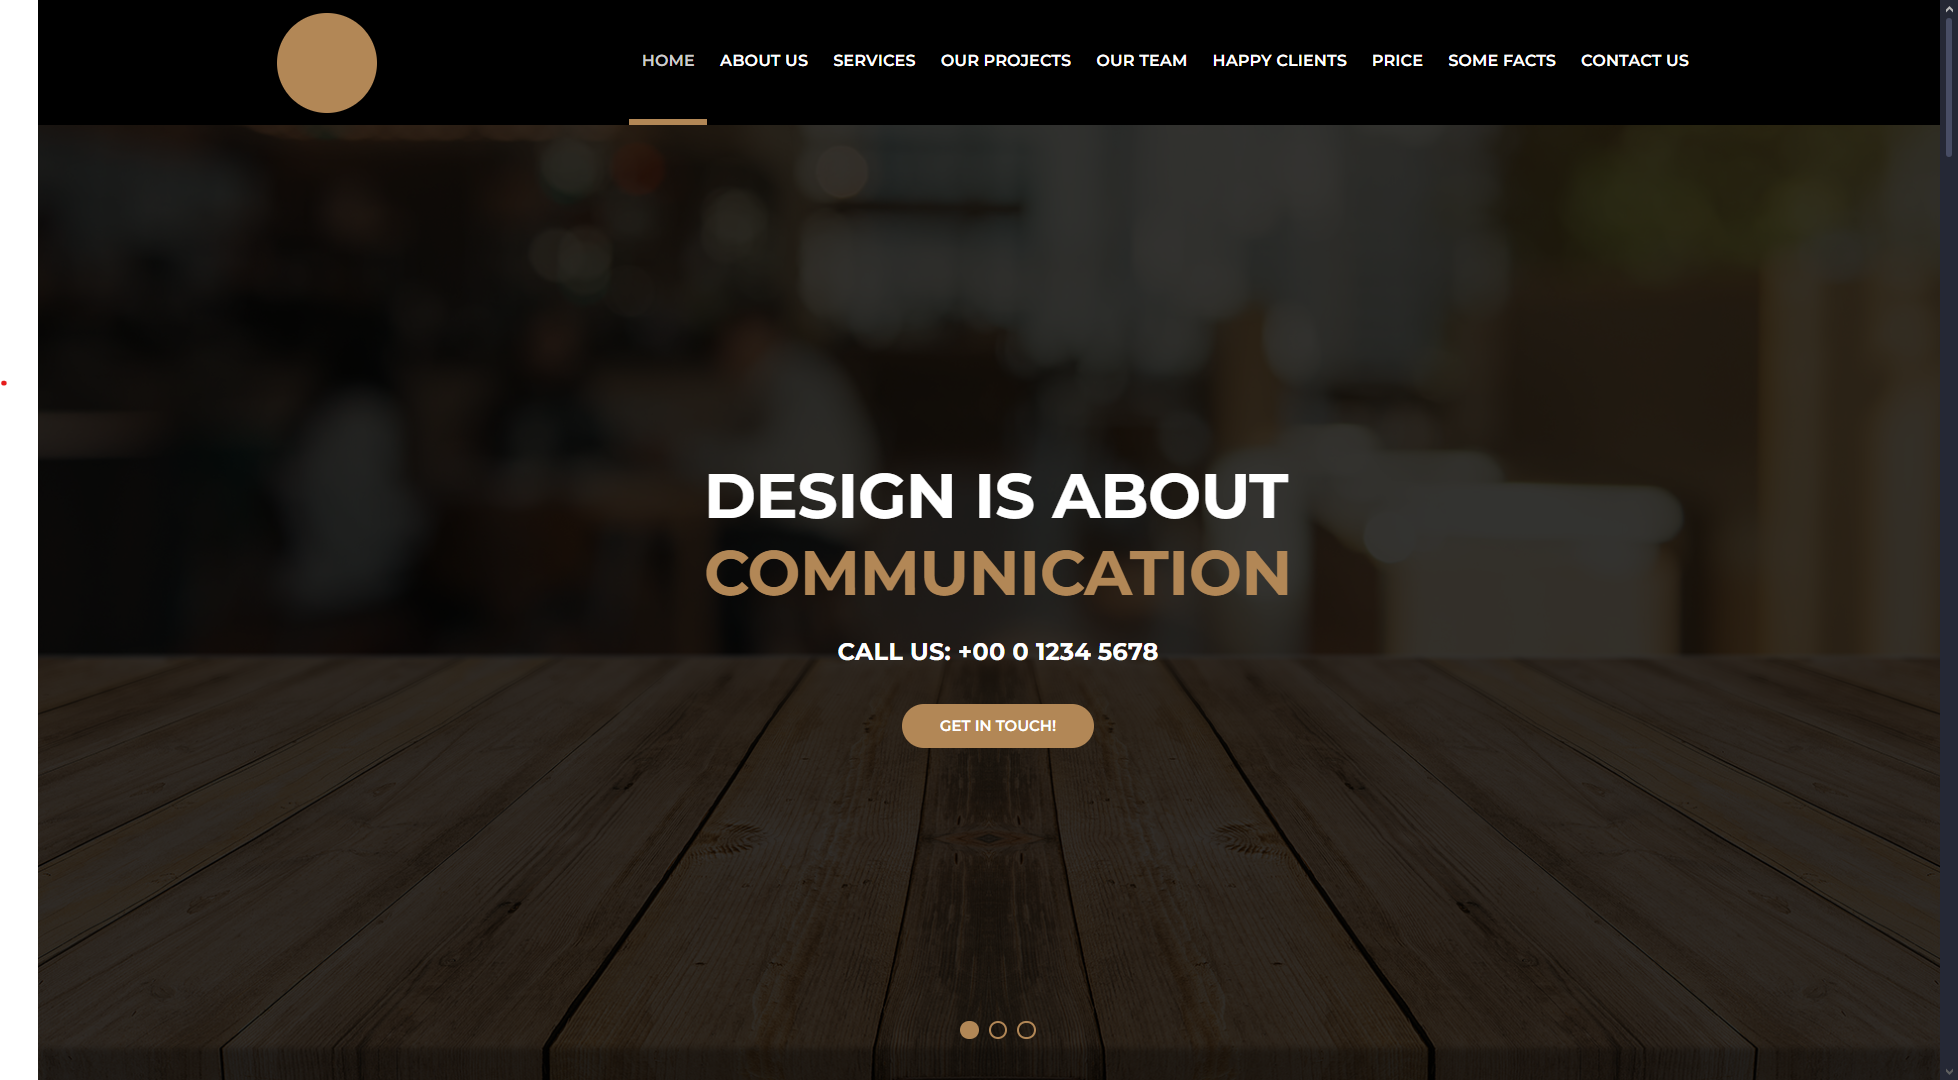 HOME ABOUT US SERVICES OUR PROJECTS OUR TEAM HAPPY CLIENTS PRICE SOME FACTS CONTACT US
DESIGN IS ABOUT
COMMUNICATION
CALL US: +00 0 1234 5678
GET IN TOUCH!